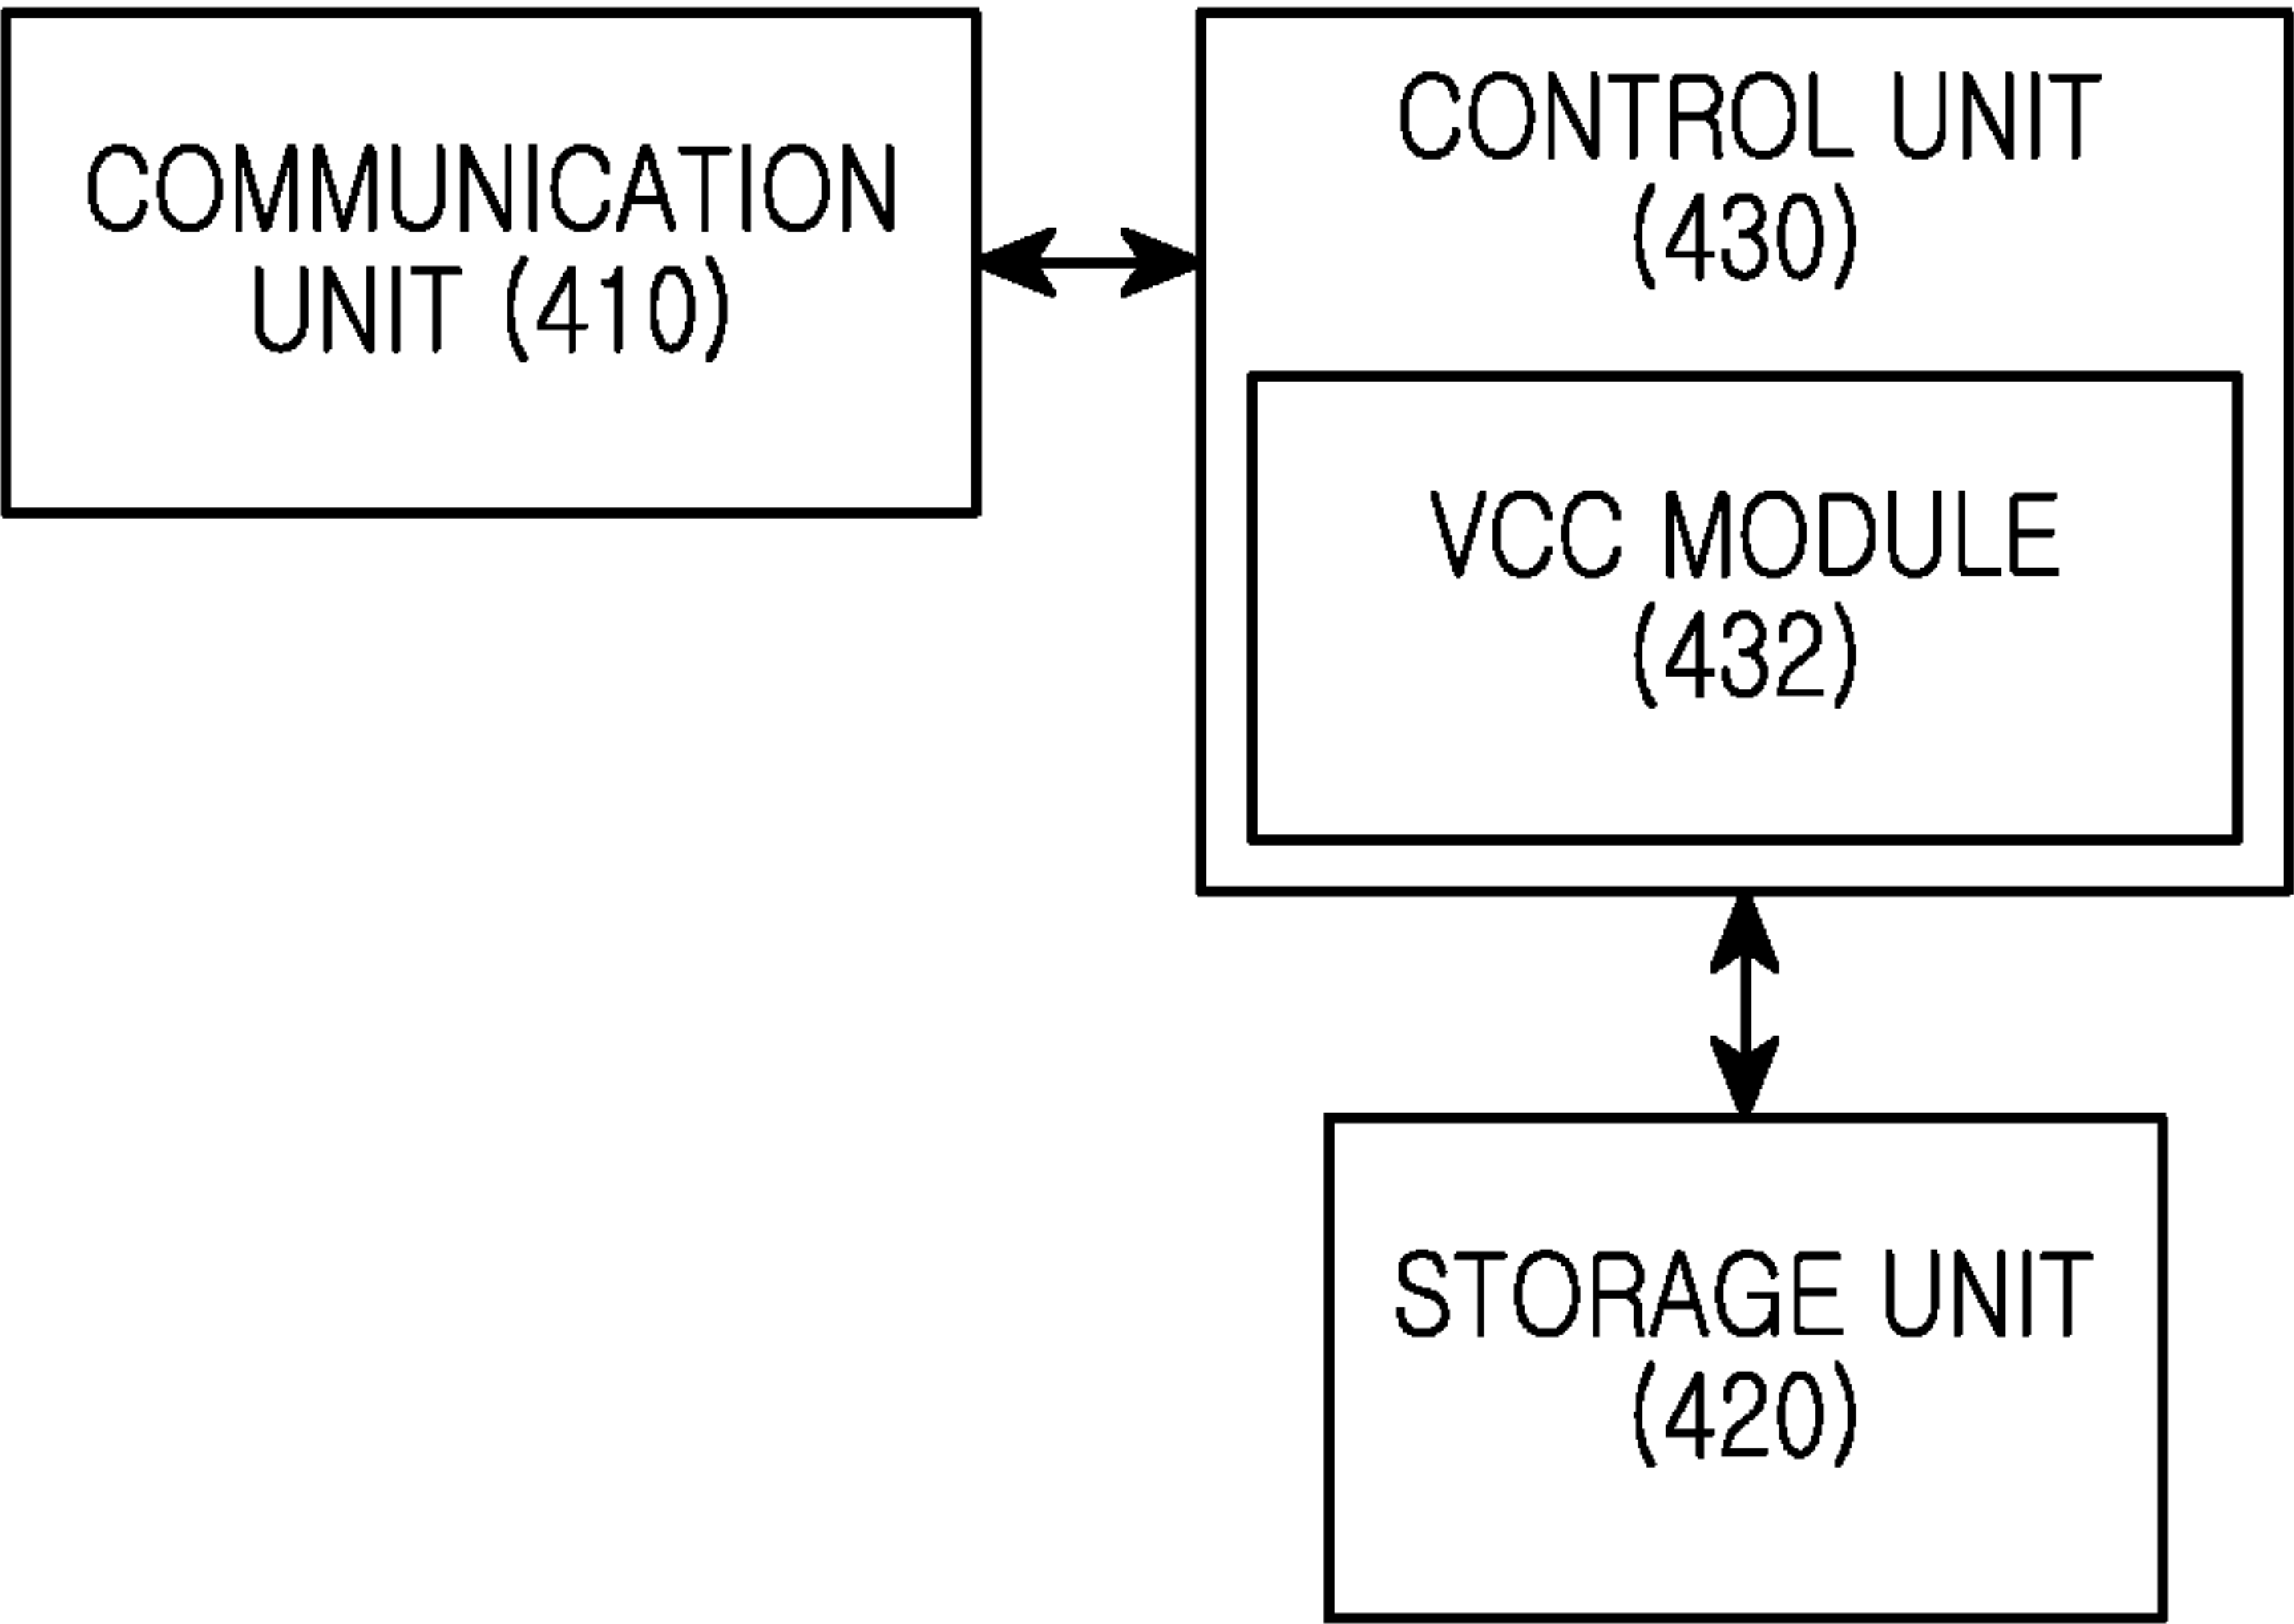 COMMUNICATION
UNIT (410)
CONTROL UNIT
(430)
VCC MODULE
(432)
STORAGE UNIT
(420)